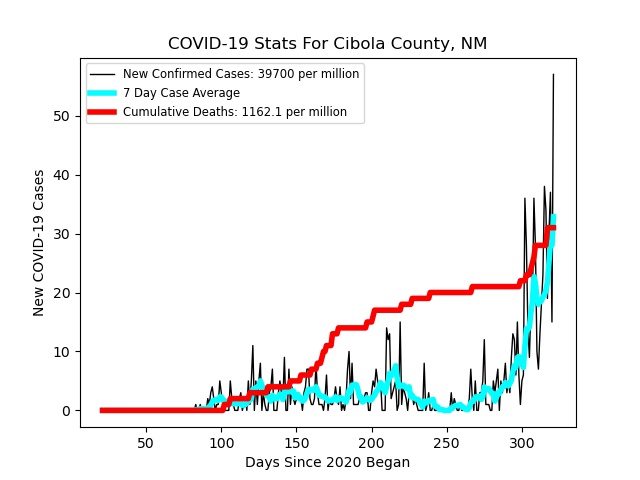 COVID-19 Stats For Cibola County, NM
New Confirmed Cases: 39700 per million
7 Day Case Average
Cumulative Deaths: 1162.1 per million
New COVID-19 Cases
50
40
30
20
10
0
50 100 150 200 250 300
Days Since 2020 Began